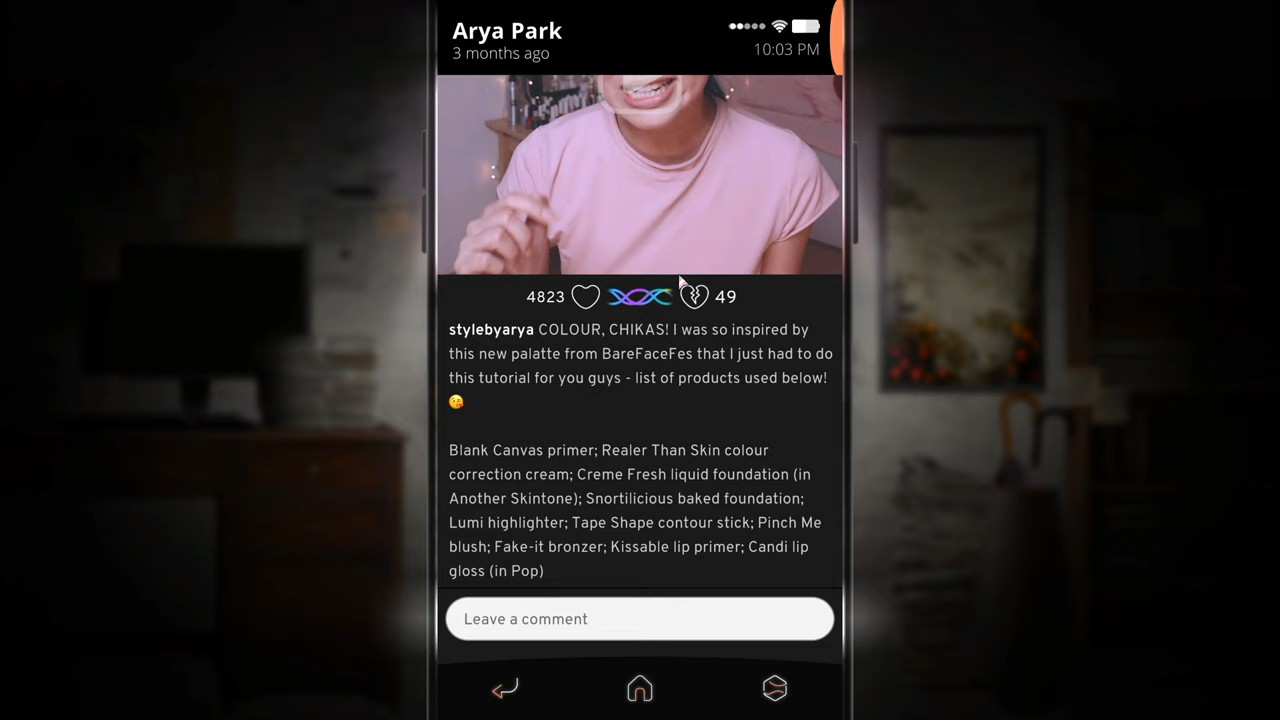 Arya Park
3 months ago
10:03 PM
4823
49
stylebyarya COLOUR, CHIKAS! I was so inspired by
this new palatte from BareFaceFes that I just had to do
this tutorial for you guys - list of products used below!
😘
Blank Canvas primer; Realer Than Skin colour
correction cream; Creme Fresh liquid foundation (in
Another Skintone); Snortilicious baked foundation;
Lumi highlighter; Tape Shape contour stick; Pinch Me
blush; Fake-it bronzer; Kissable lip primer; Candi lip
gloss (in Pop)
Leave a comment